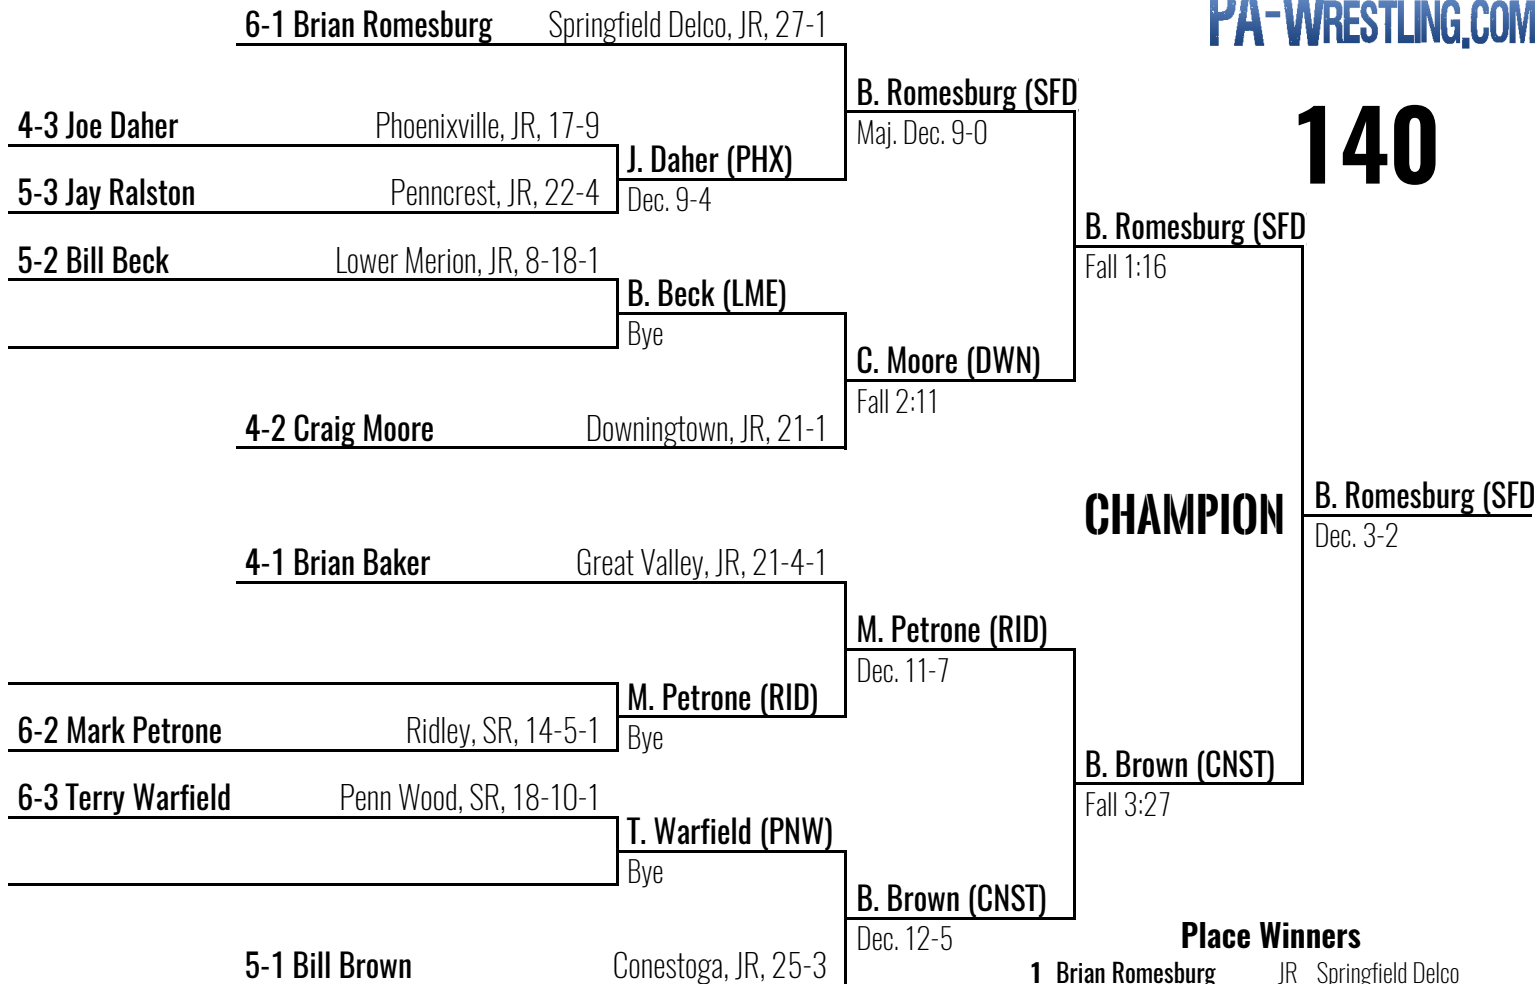 6-1 Brian Romesburg Springfield Delco, JR, 27-1
PA-WRESTLING.COM
B. Romesburg (SFD
Maj. Dec. 9-0
140
4-3 Joe Daher Phoenixville, JR, 17-9
J. Daher (PHX)
Dec. 9-4
5-3 Jay Ralston Penncrest, JR, 22-4
B. Romesburg (SFD
Fall 1:16
5-2 Bill Beck Lower Merion, JR, 8-18-1
B. Beck (LME)
Bye
C. Moore (DWN)
Fall 2:11
4-2 Craig Moore Downingtown, JR, 21-1
CHAMPION
B. Romesburg (SFD
Dec. 3-2
4-1 Brian Baker Great Valley, JR, 21-4-1
M. Petrone (RID)
Dec. 11-7
M. Petrone (RID)
Bye
6-2 Mark Petrone Ridley, SR, 14-5-1
B. Brown (CNST)
Fall 3:27
6-3 Terry Warfield Penn Wood, SR, 18-10-1
T. Warfield (PNW)
Bye
B. Brown (CNST)
Dec. 12-5
5-1 Bill Brown Conestoga, JR, 25-3
Place Winners
1 Brian Romesburg JR Springfield Delco